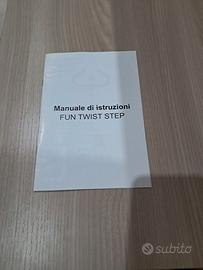 Manuale di istruzioni
FUN TWIST STEP
subito